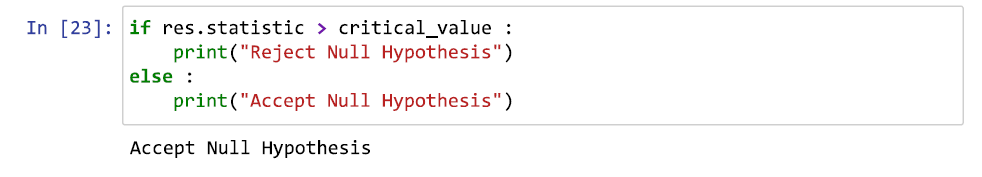 In [23]: if res.statistic > critical_value :
    print("Reject Null Hypothesis")
else :
    print("Accept Null Hypothesis")
Accept Null Hypothesis